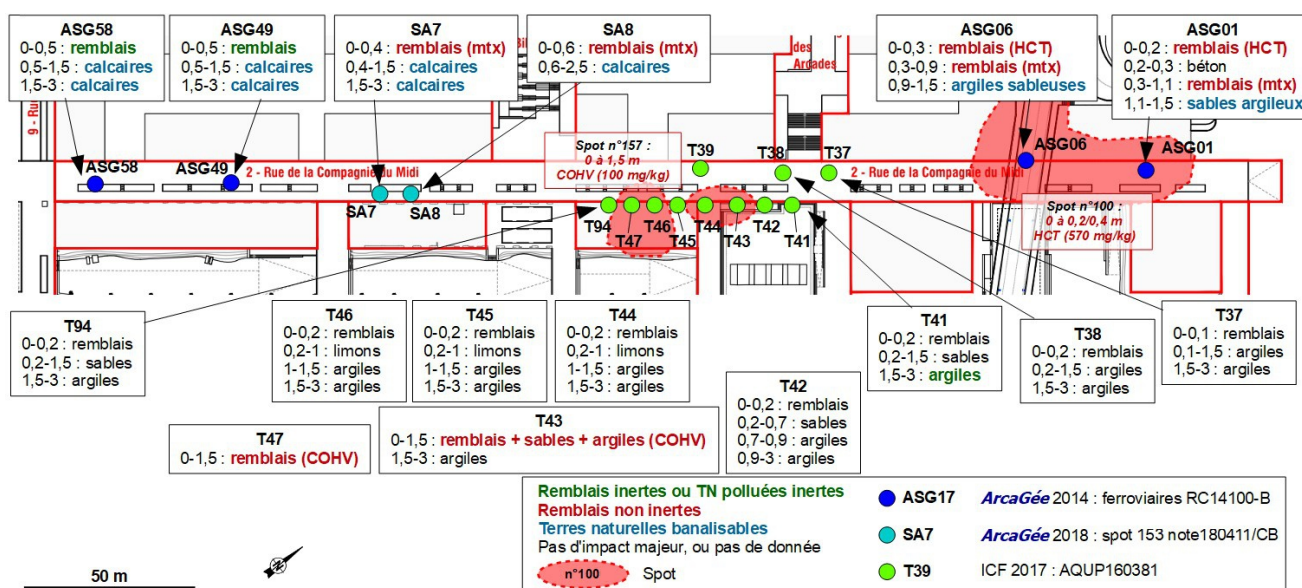 ASG58
0-0,5 : remblais
0,5-1,5 : calcaires
1,5-3 : calcaires
ASG49
0-0,5 : remblais
0,5-1,5 : calcaires
1,5-3 : calcaires
SA7
0-0,4 : remblais (mtx)
0,4-1,5 : calcaires
1,5-3 : calcaires
SA8
0-0,6 : remblais (mtx)
0,6-2,5 : calcaires
des
Arcades
ASG06
0-0,3 : remblais (HCT)
0,3-0,9 : remblais (mtx)
0,9-1,5 : argiles sableuses
ASG01
0-0,2 : remblais (HCT)
0,2-0,3 : béton
0,3-1,1 : remblais (mtx)
1,1-1,5 : sables argileux
9 - Rue
ASG58
ASG49
2 - Rue de la Compagnie du Midi
SA7
SA8
Spot n°157 :
0 à 1,5 m
COHV (100 mg/kg)
T39
T38
T37
2 - Rue de la Compagnie du Midi
ASG06
ASG01
T94
T47
T46
T45
T44
T43
T42
T41
Spot n°100 :
0 à 0,2/0,4 m
HCT (570 mg/kg)
T94
0-0,2 : remblais
0,2-1,5 : sables
1,5-3 : argiles
T46
0-0,2 : remblais
0,2-1 : limons
1-1,5 : argiles
1,5-3 : argiles
T45
0-0,2 : remblais
0,2-1 : limons
1-1,5 : argiles
1,5-3 : argiles
T44
0-0,2 : remblais
0,2-1 : limons
1-1,5 : argiles
1,5-3 : argiles
T41
0-0,2 : remblais
0,2-1,5 : sables
1,5-3 : argiles
T38
0-0,2 : remblais
0,2-1,5 : argiles
1,5-3 : argiles
T37
0-0,1 : remblais
0,1-1,5 : argiles
1,5-3 : argiles
T47
0-1,5 : remblais (COHV)
T43
0-1,5 : remblais + sables + argiles (COHV)
1,5-3 : argiles
T42
0-0,2 : remblais
0,2-0,7 : sables
0,7-0,9 : argiles
0,9-3 : argiles
50 m
Remblais inertes ou TN polluées inertes
Remblais non inertes
Terres naturelles banalisables
Pas d'impact majeur, ou pas de donnée
n°100 Spot
ASG17 ArcaGée 2014 : ferroviaires RC14100-B
SA7 ArcaGée 2018 : spot 153 note180411/CB
T39 ICF 2017 : AQUP160381